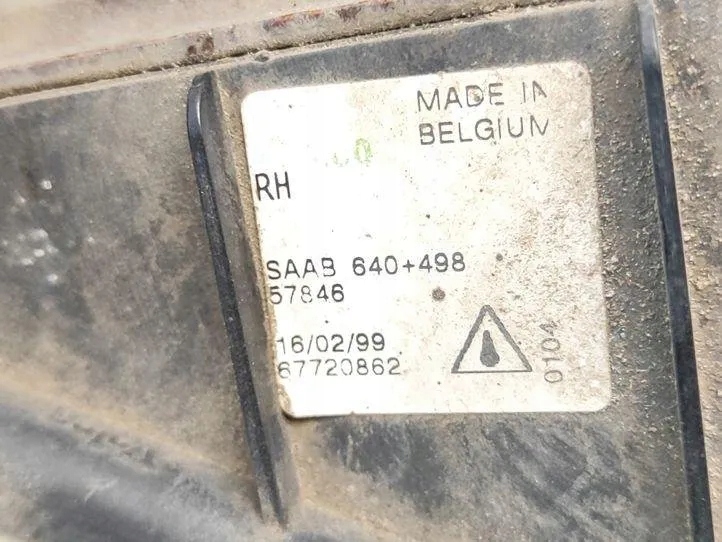 MADE IN
BELGIUM
RH
SAAB 640+498
57846
16/02/99
67720862
0104